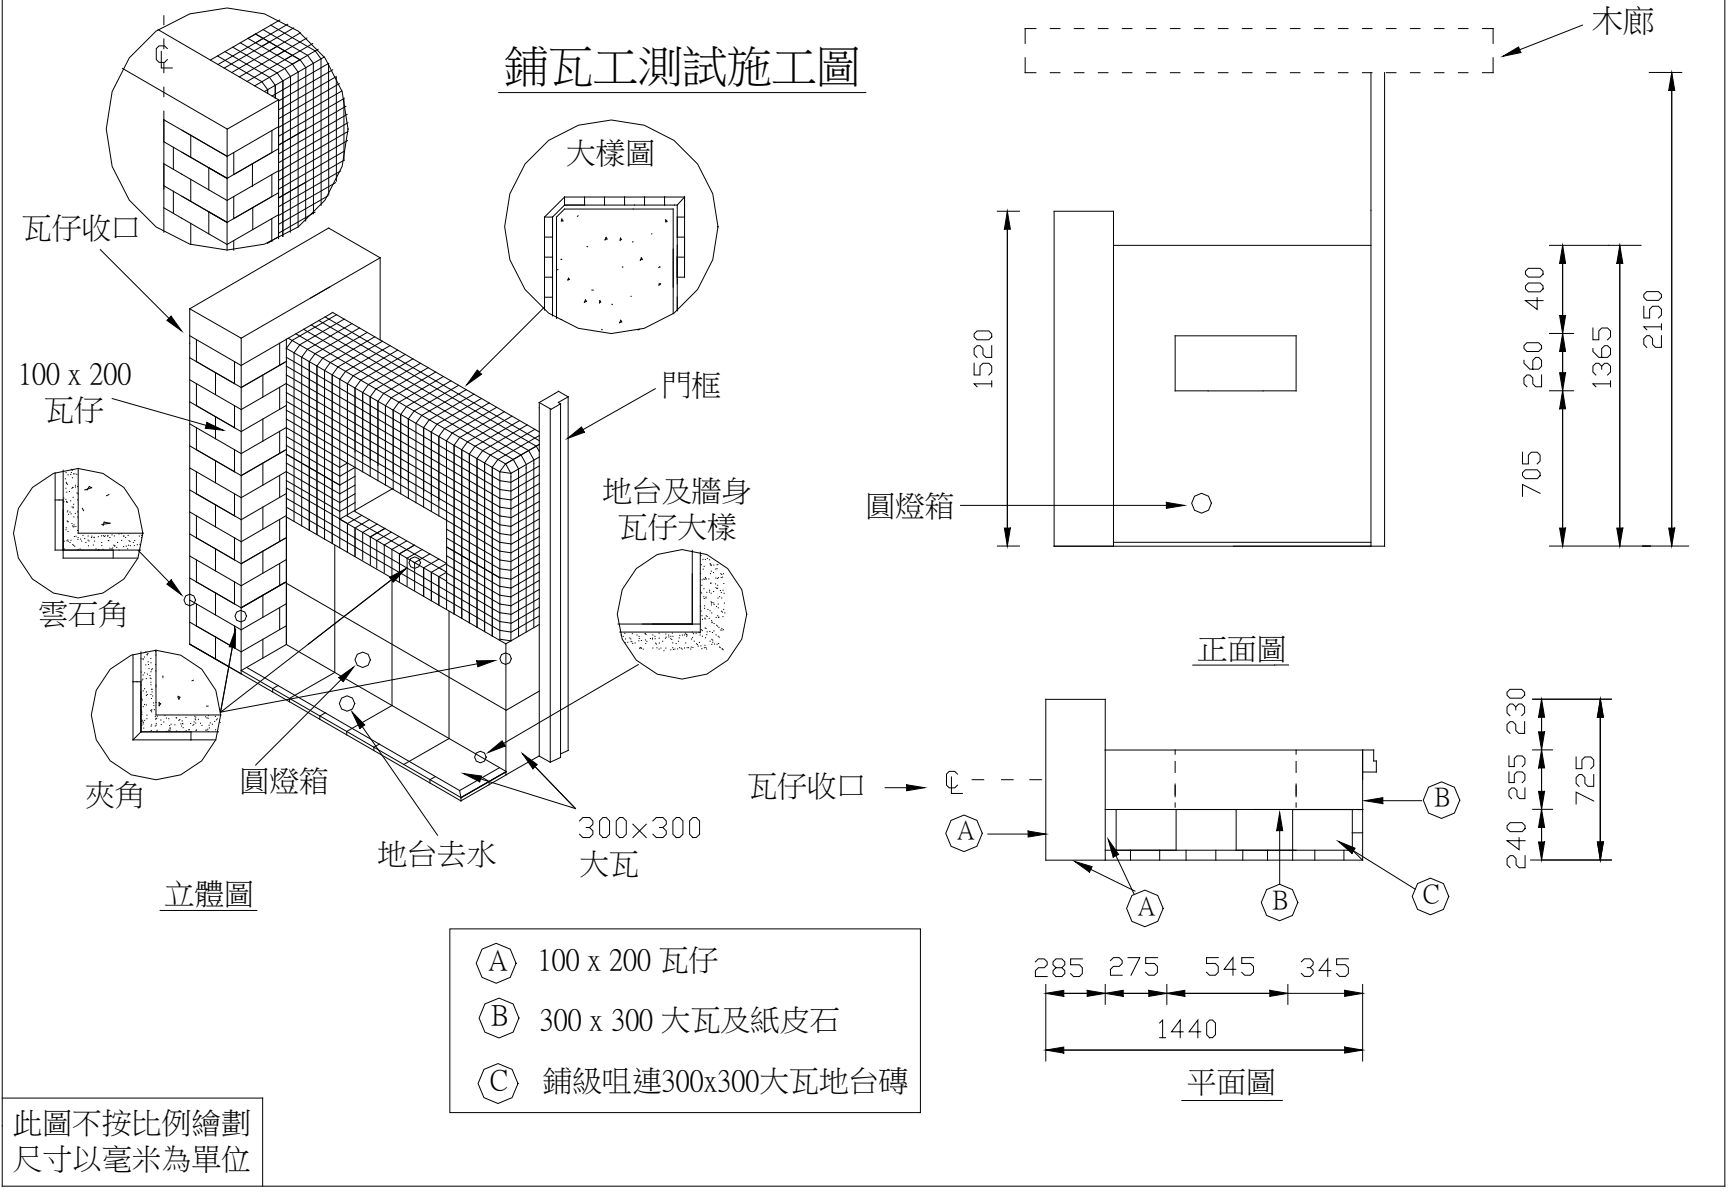 鋪瓦工測試施工圖
℄
瓦仔收口
100 x 200
瓦仔
大樣圖
門框
地台及牆身
瓦仔大樣
雲石角
夾角
圓燈箱
地台去水
300×300
大瓦
立體圖
木廊
1520
圓燈箱
400
260
705
1365
2150
正面圖
瓦仔收口
℄
A
A
B
B
C
230
255
240
725
285 275 545 345
1440
平面圖
A 100 x 200 瓦仔
B 300 x 300 大瓦及紙皮石
C 鋪級咀連300x300大瓦地台磚
此圖不按比例繪劃
尺寸以毫米為單位